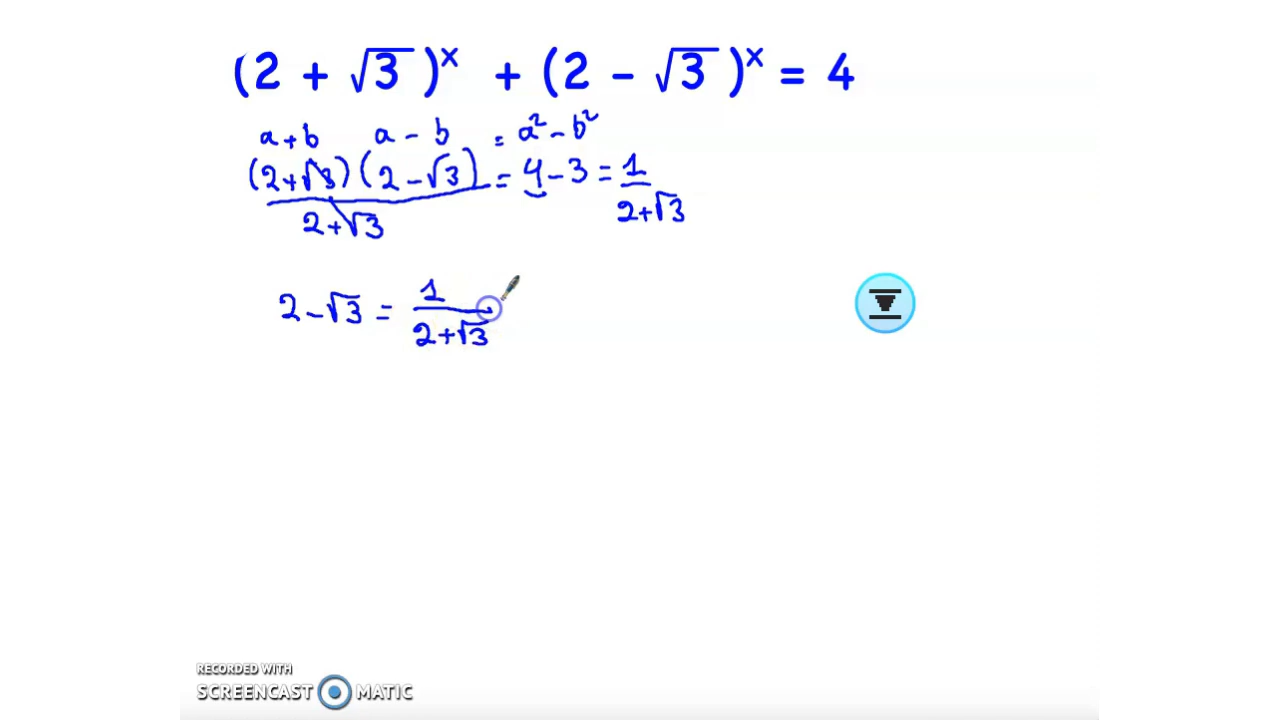 (2 + √3)ˣ + (2 - √3)ˣ = 4
a+b a-b = a² - b²
(2+√3)(2-√3) = 4-3 = 1
2+√3 2+√3
2-√3 = 1
2+√3
RECORDED WITH
SCREENCAST MATIC